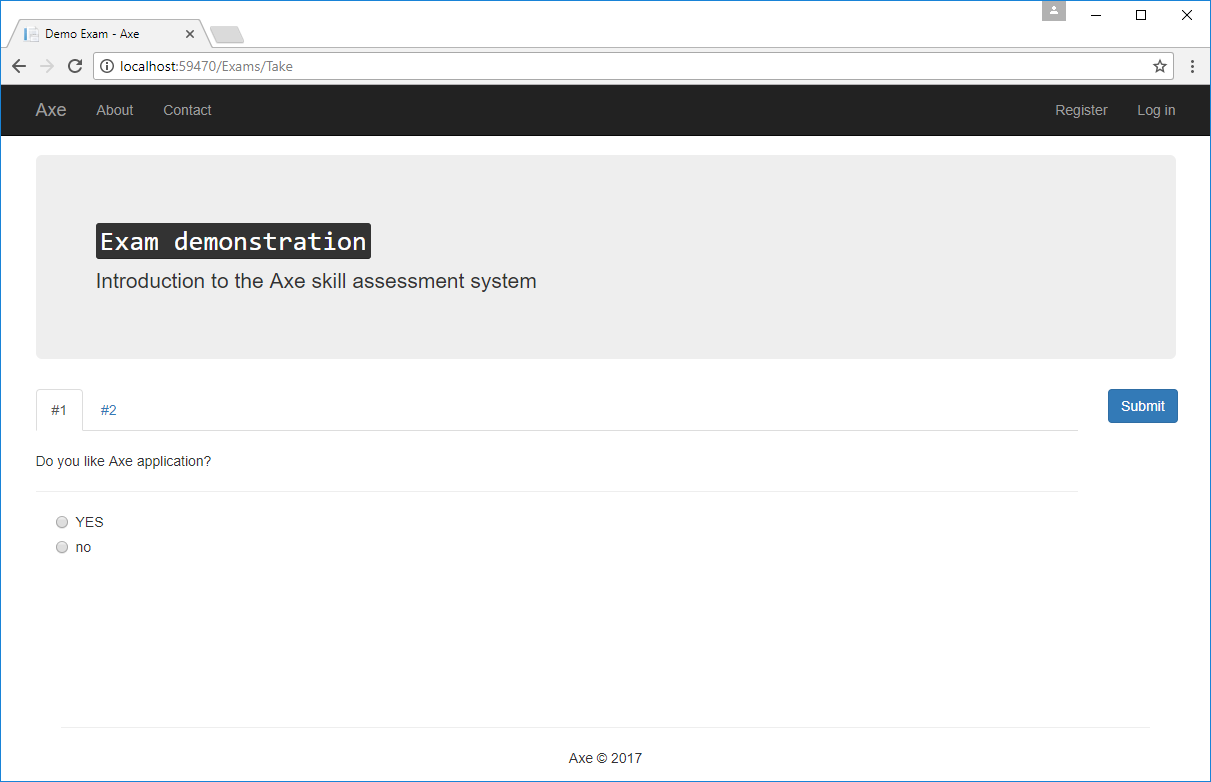 Demo Exam - Axe
localhost:59470/Exams/Take
Axe About Contact Register Log in
Exam demonstration
Introduction to the Axe skill assessment system
#1 #2 Submit
Do you like Axe application?
YES
no
Axe © 2017